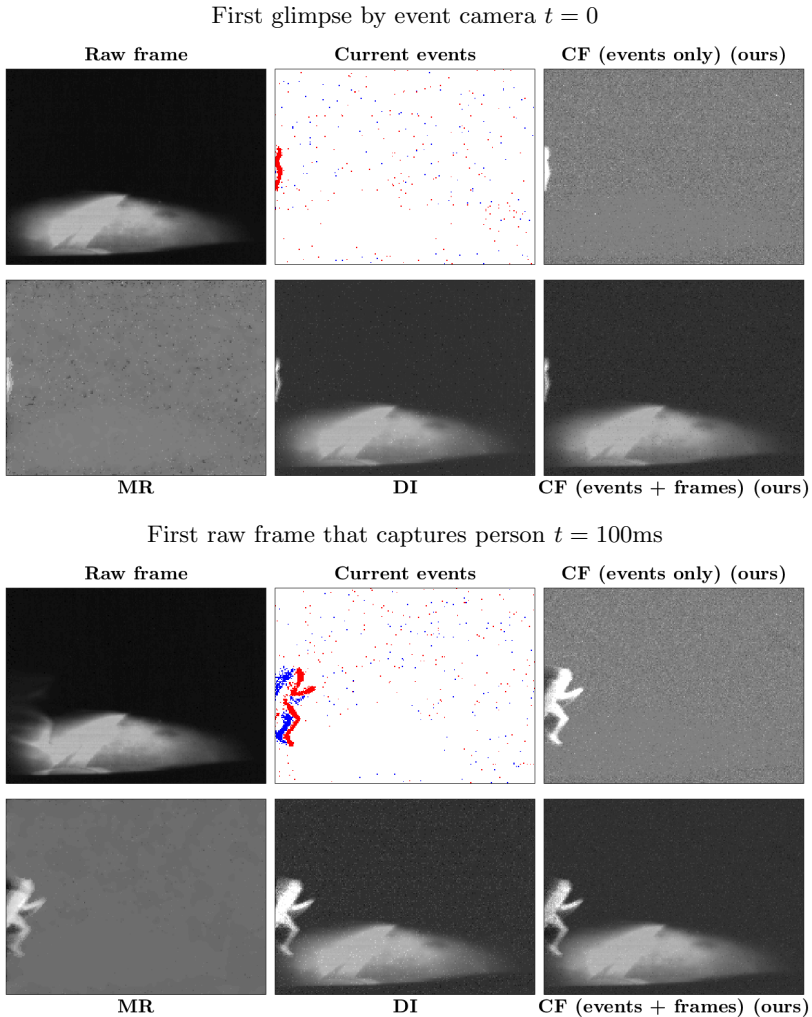 First glimpse by event camera t = 0
Raw frame Current events CF (events only) (ours)
MR DI CF (events + frames) (ours)
First raw frame that captures person t = 100ms
Raw frame Current events CF (events only) (ours)
MR DI CF (events + frames) (ours)